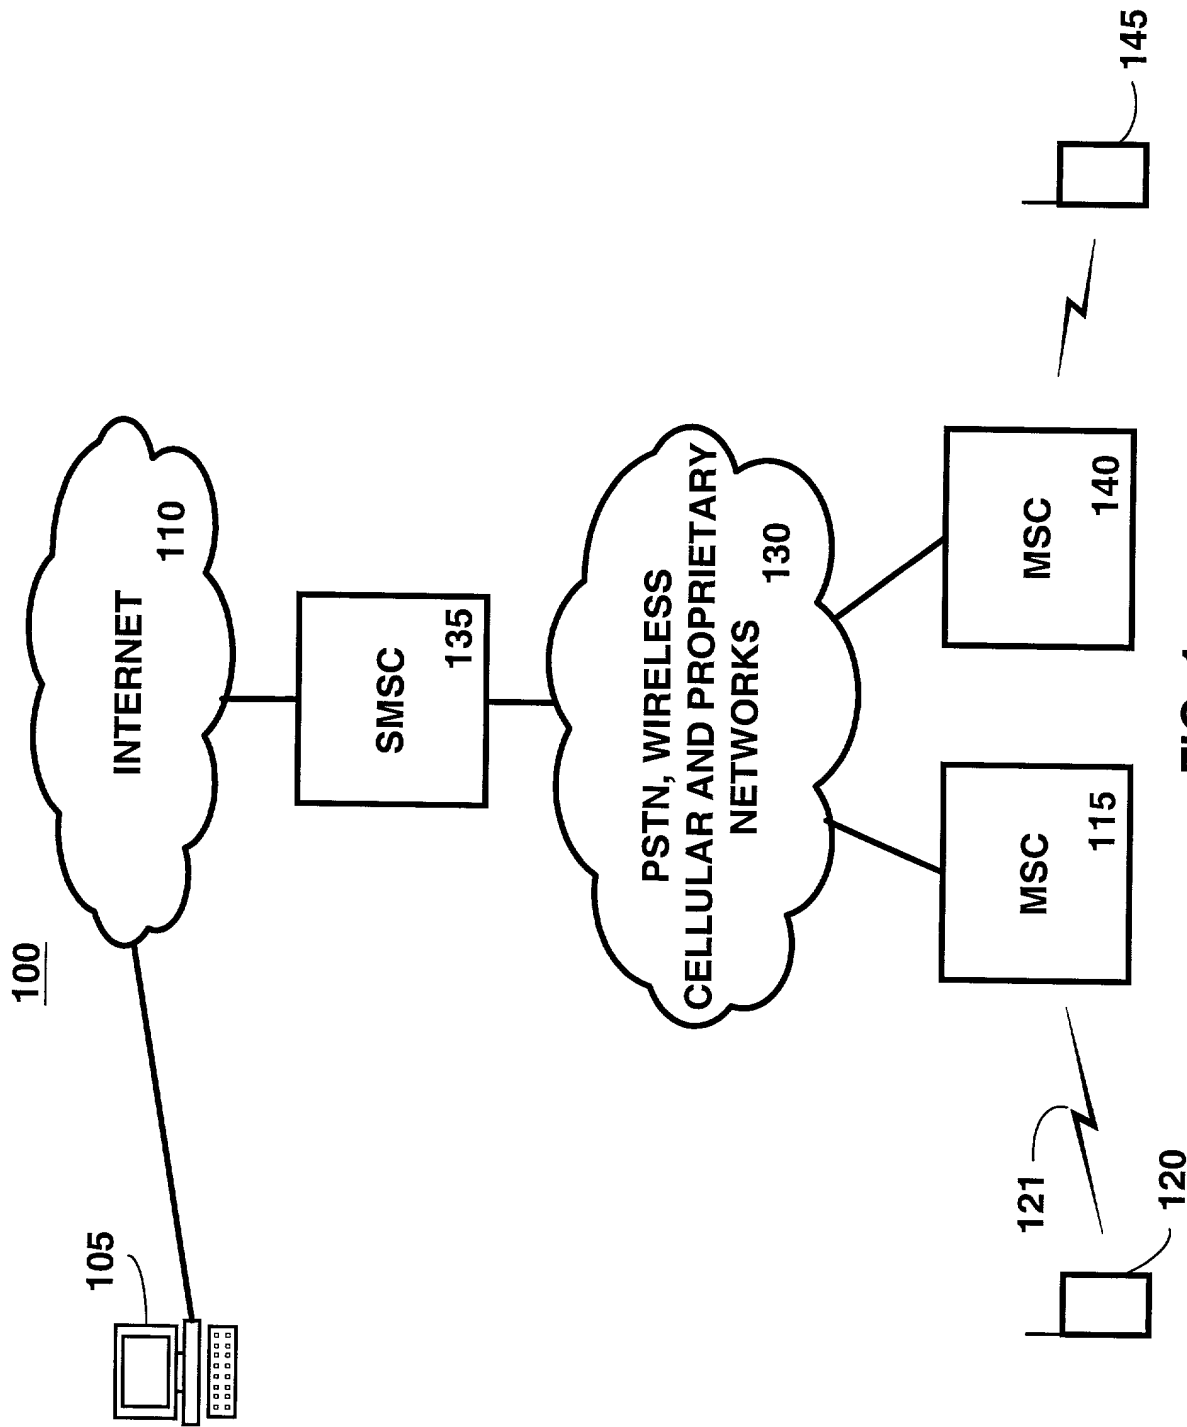 100
105
INTERNET
110
SMSC
135
PSTN, WIRELESS
CELLULAR AND PROPRIETARY
NETWORKS
130
121
120
MSC
115
MSC
140
145